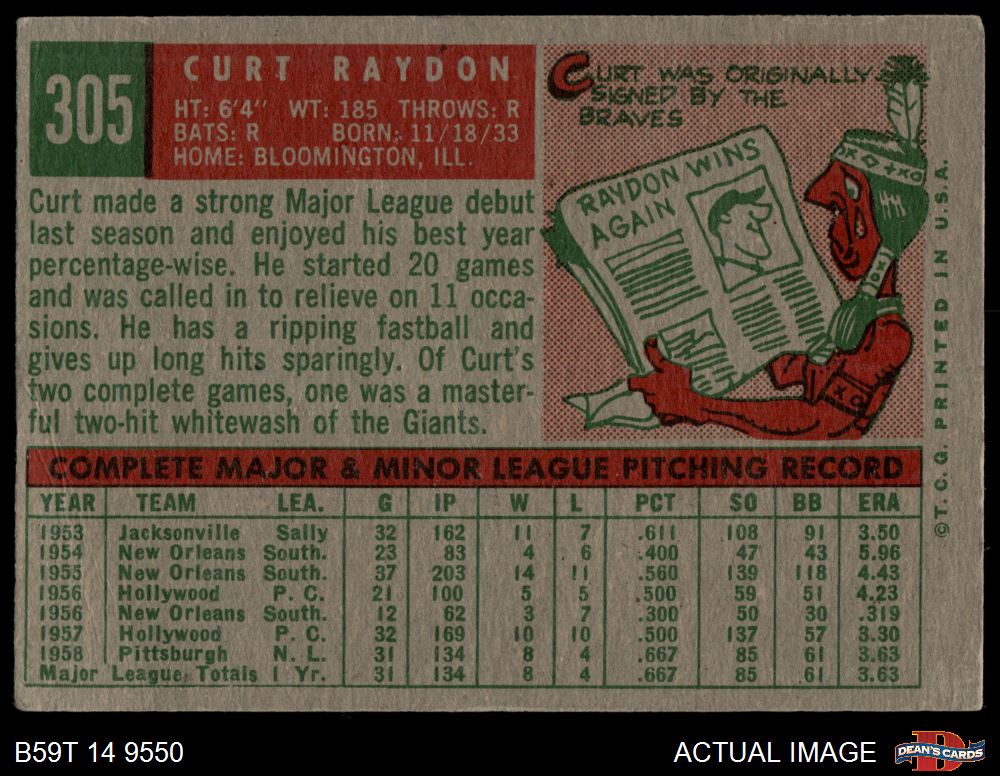 305
CURT RAYDON
HT: 6'4" WT: 185 THROWS: R
BATS: R BORN: 11/18/33
HOME: BLOOMINGTON, ILL.
CURT WAS ORIGINALLY
SIGNED BY THE
BRAVES
RAYDON WINS
AGAIN
Curt made a strong Major League debut
last season and enjoyed his best year
percentage-wise. He started 20 games
and was called in to relieve on 11 occa-
sions. He has a ripping fastball and
gives up long hits sparingly. Of Curt's
two complete games, one was a master-
ful two-hit whitewash of the Giants.
© T. C. G. PRINTED IN U.S.A.
COMPLETE MAJOR & MINOR LEAGUE PITCHING RECORD
YEAR TEAM LEA. G IP W L PCT SO BB ERA
1953 Jacksonville Sally 32 162 11 7 .611 108 91 3.50
1954 New Orleans South. 23 83 4 6 .400 47 43 5.96
1955 New Orleans South. 37 203 14 11 .560 139 118 4.43
1956 Hollywood P. C. 21 100 5 5 .500 59 51 4.23
1956 New Orleans South. 12 62 3 7 .300 50 30 .319
1957 Hollywood P. C. 32 169 10 10 .500 137 57 3.30
1958 Pittsburgh N. L. 31 134 8 4 .667 85 61 3.63
Major League Totals 1 Yr. 31 134 8 4 .667 85 61 3.63
B59T 14 9550
ACTUAL IMAGE
DEAN'S CARDS